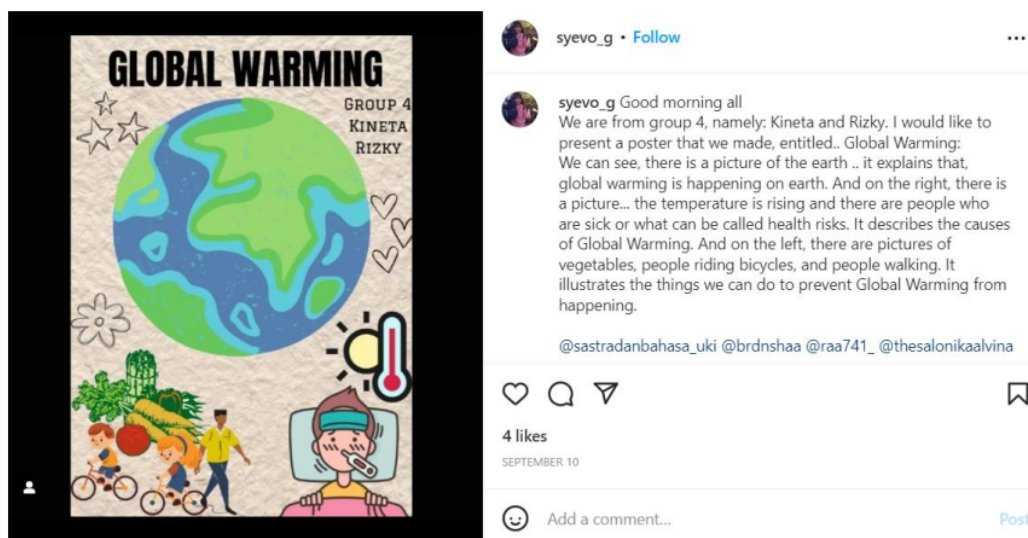 GLOBAL WARMING
GROUP 4
KINETA
RIZKY
syevo_g • Follow
syevo_g Good morning all
We are from group 4, namely: Kineta and Rizky. I would like to
present a poster that we made, entitled.. Global Warming:
We can see, there is a picture of the earth .. it explains that,
global warming is happening on earth. And on the right, there is
a picture... the temperature is rising and there are people who
are sick or what can be called health risks. It describes the causes
of Global Warming. And on the left, there are pictures of
vegetables, people riding bicycles, and people walking. It
illustrates the things we can do to prevent Global Warming from
happening.
@sastradanbahasa_uki @brdnshaa @raa741_ @thesalonikaalvina
4 likes
SEPTEMBER 10
Add a comment...
Post